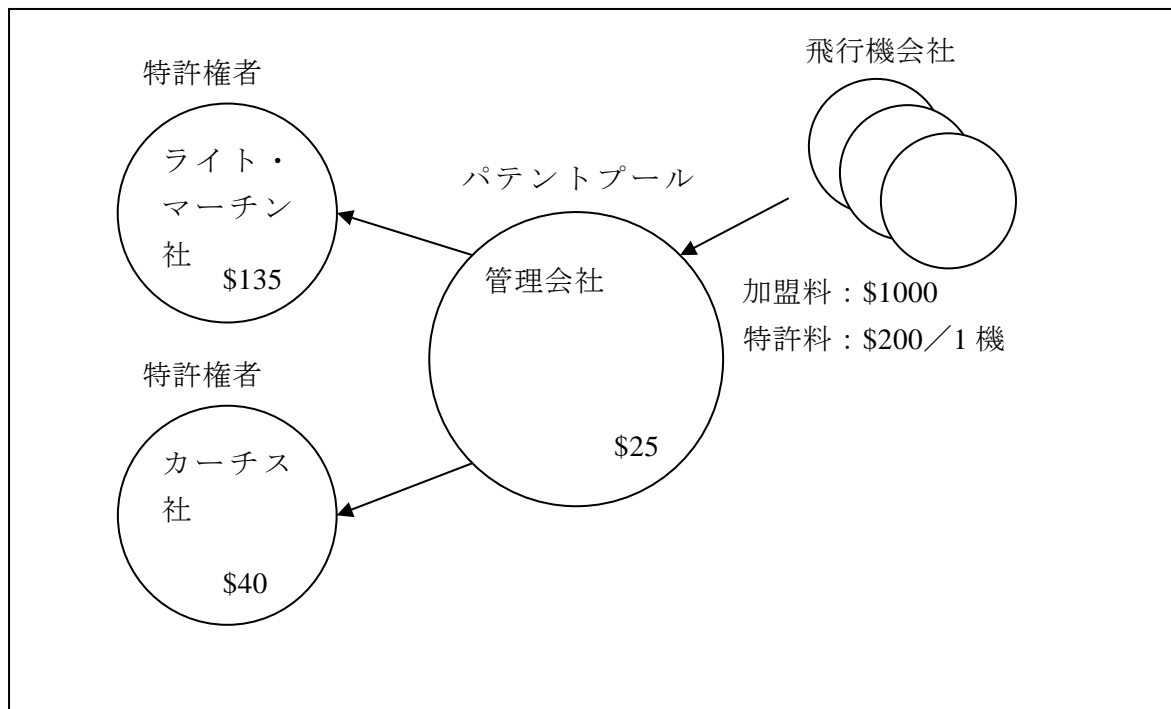 特許権者
ライト・
マーチン
社
$135
特許権者
カーチス
社
$40
パテントプール
管理会社
$25
飛行機会社
加盟料：$1000
特許料：$200／1 機